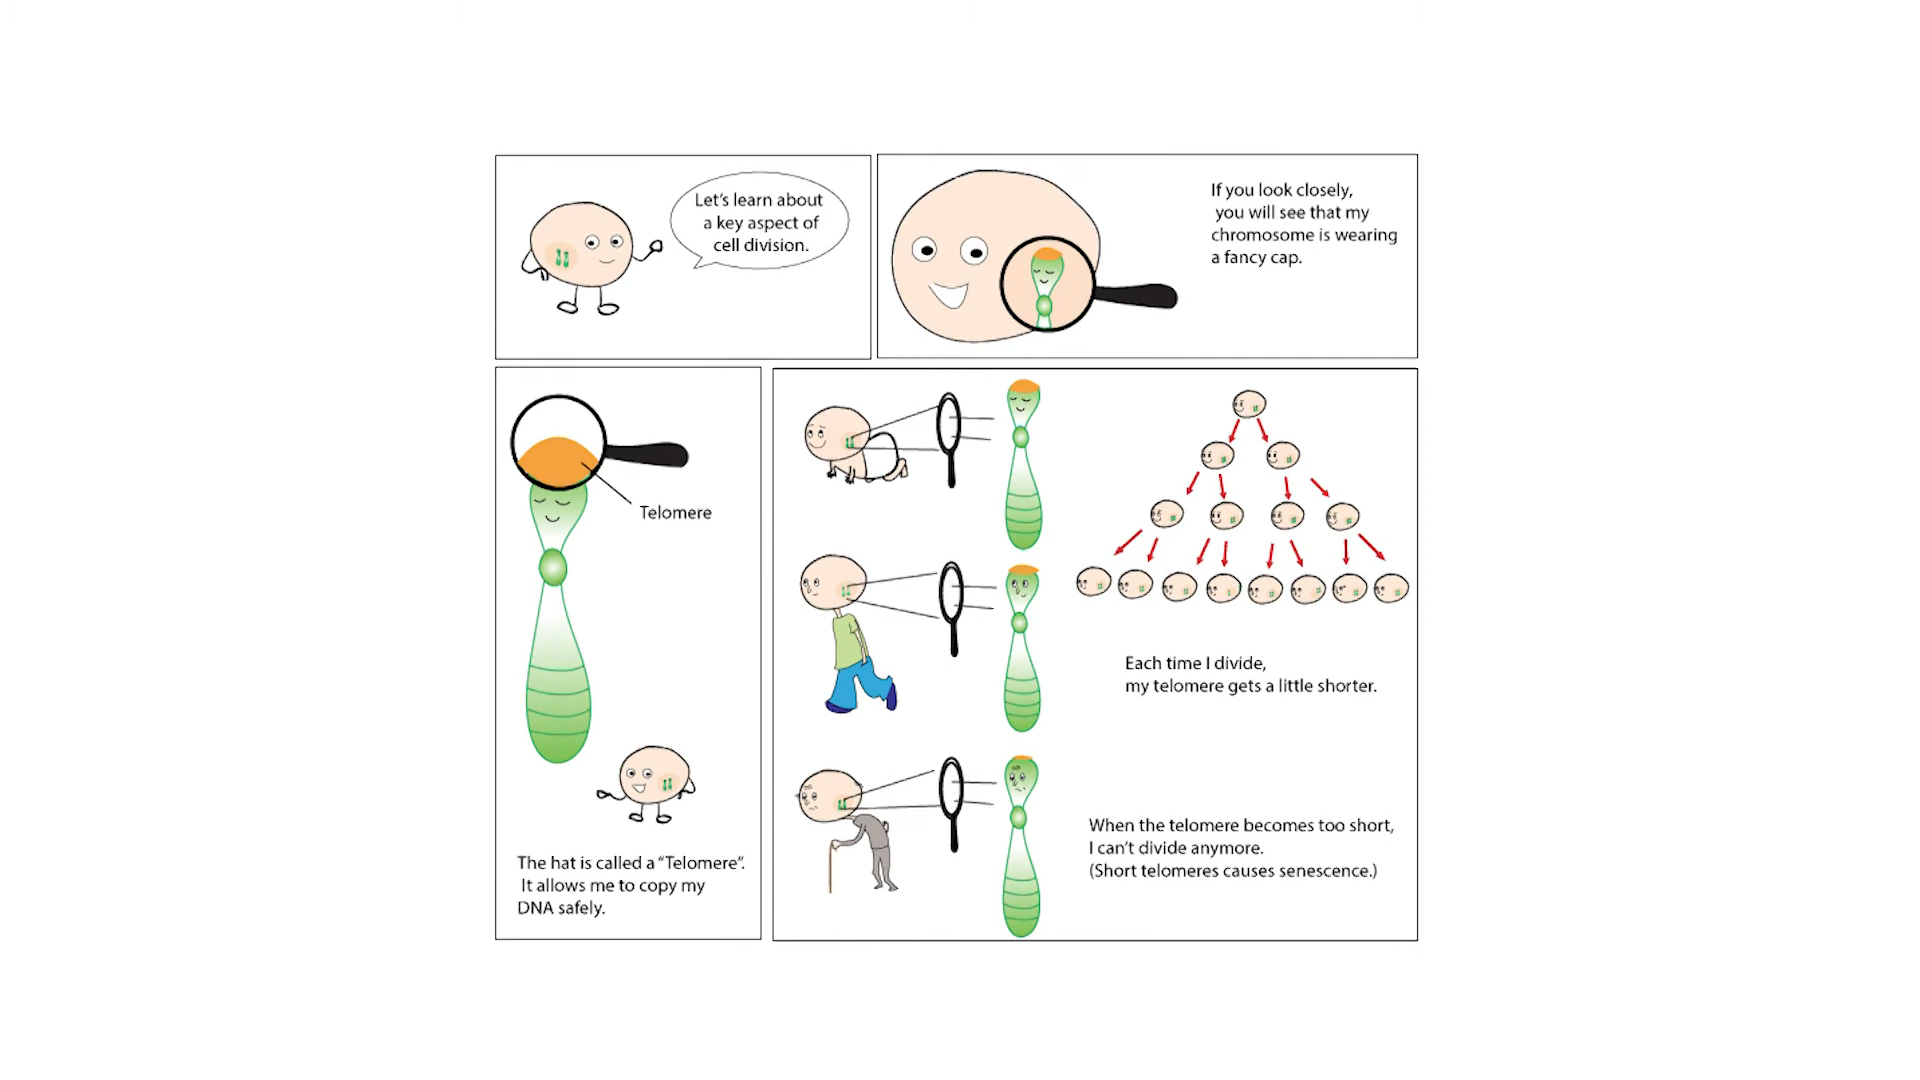 Let's learn about
a key aspect of
cell division.
If you look closely,
you will see that my
chromosome is wearing
a fancy cap.
Telomere
The hat is called a “Telomere”.
It allows me to copy my
DNA safely.
Each time I divide,
my telomere gets a little shorter.
When the telomere becomes too short,
I can't divide anymore.
(Short telomeres causes senescence.)